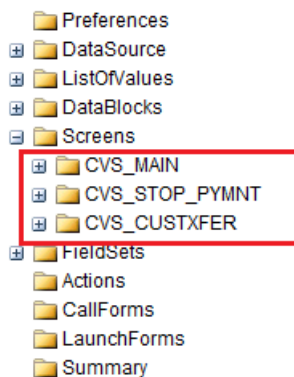 Preferences
DataSource
ListOfValues
DataBlocks
Screens
CVS_MAIN
CVS_STOP_PYMNT
CVS_CUSTXFER
FieldSets
Actions
CallForms
LaunchForms
Summary